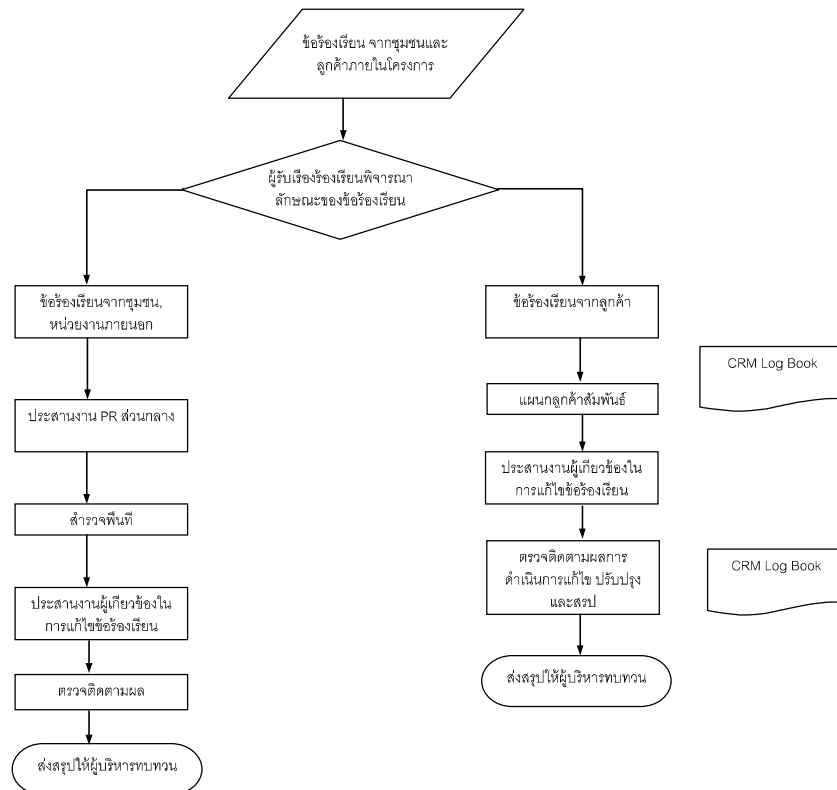 ข้อร้องเรียน จากชุมชนและ
ลูกค้าภายในโครงการ
ผู้รับเรื่องร้องเรียนพิจารณา
ลักษณะของข้อร้องเรียน
ข้อร้องเรียนจากชุมชน,
หน่วยงานภายนอก
ประสานงาน PR ส่วนกลาง
สำรวจพื้นที่
ประสานงานผู้เกี่ยวข้องใน
การแก้ไขข้อร้องเรียน
ตรวจติดตามผล
ส่งสรุปให้ผู้บริหารทบทวน
ข้อร้องเรียนจากลูกค้า
แผนกลูกค้าสัมพันธ์
CRM Log Book
ประสานงานผู้เกี่ยวข้องใน
การแก้ไขข้อร้องเรียน
ตรวจติดตามผลการ
ดำเนินการแก้ไข ปรับปรุง
และสรุป
CRM Log Book
ส่งสรุปให้ผู้บริหารทบทวน